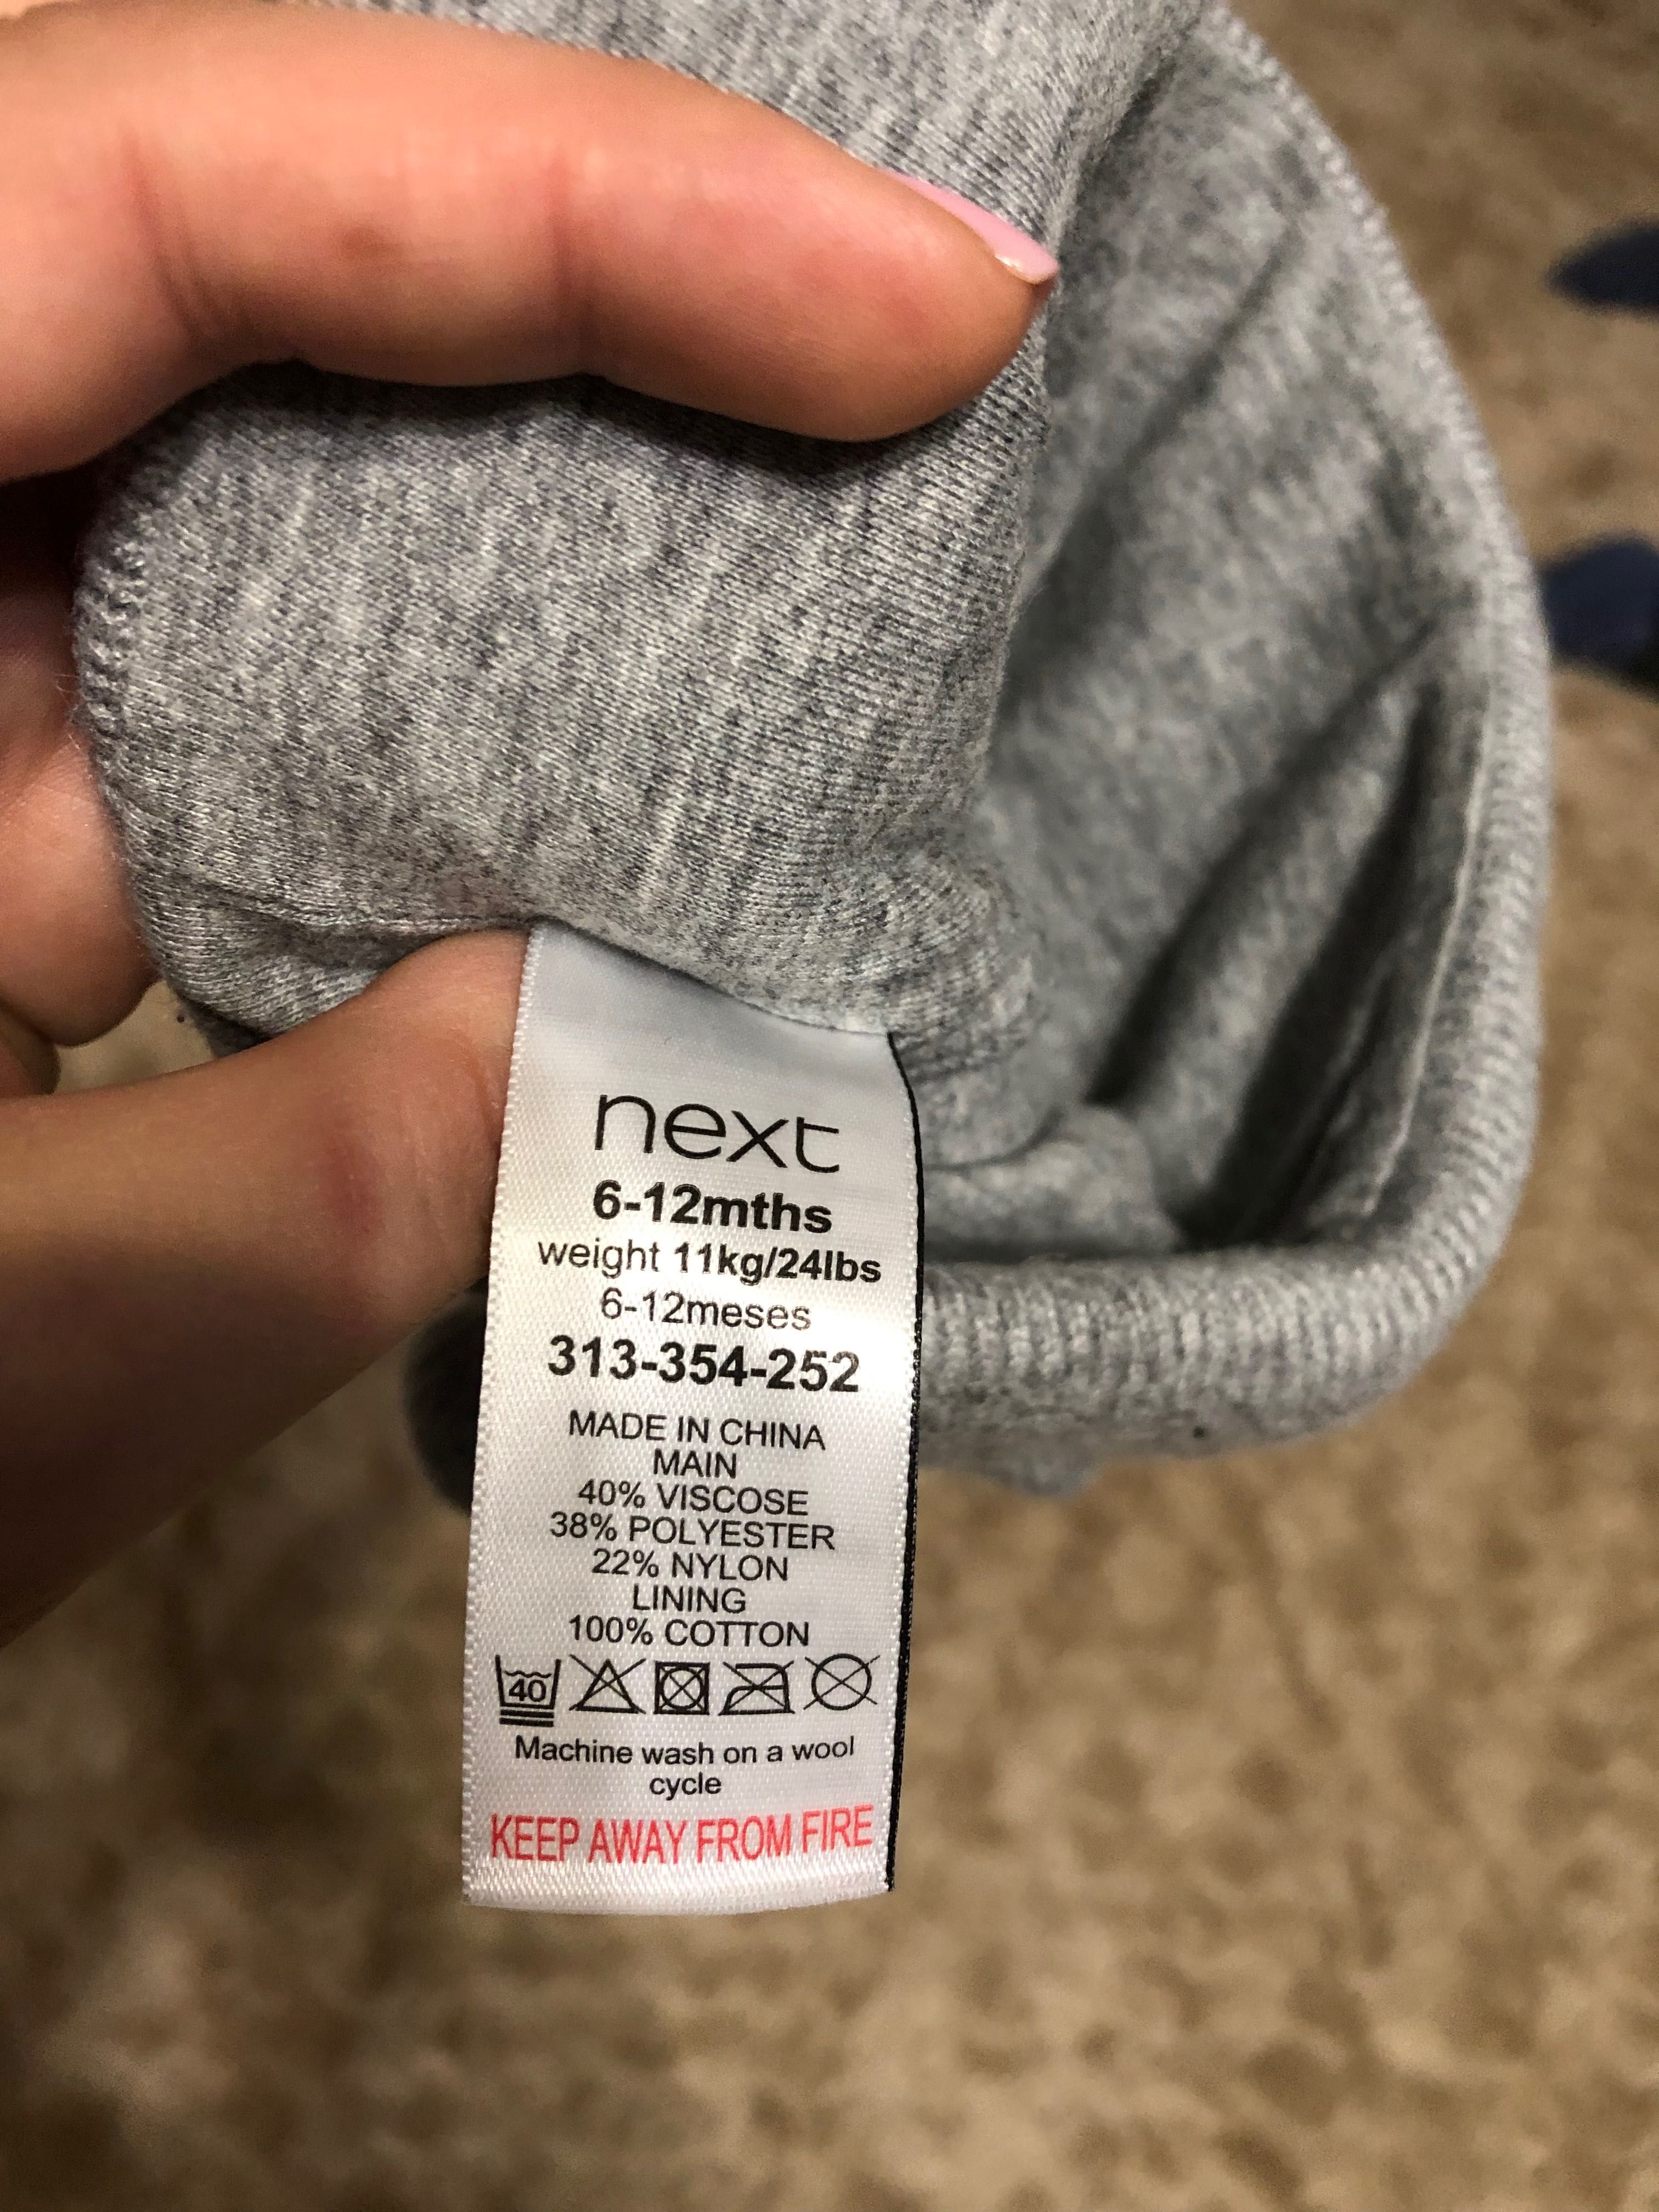 next
6-12mths
weight 11kg/24lbs
6-12meses
313-354-252
MADE IN CHINA
MAIN
40% VISCOSE
38% POLYESTER
22% NYLON
LINING
100% COTTON
40
Machine wash on a wool
cycle
KEEP AWAY FROM FIRE